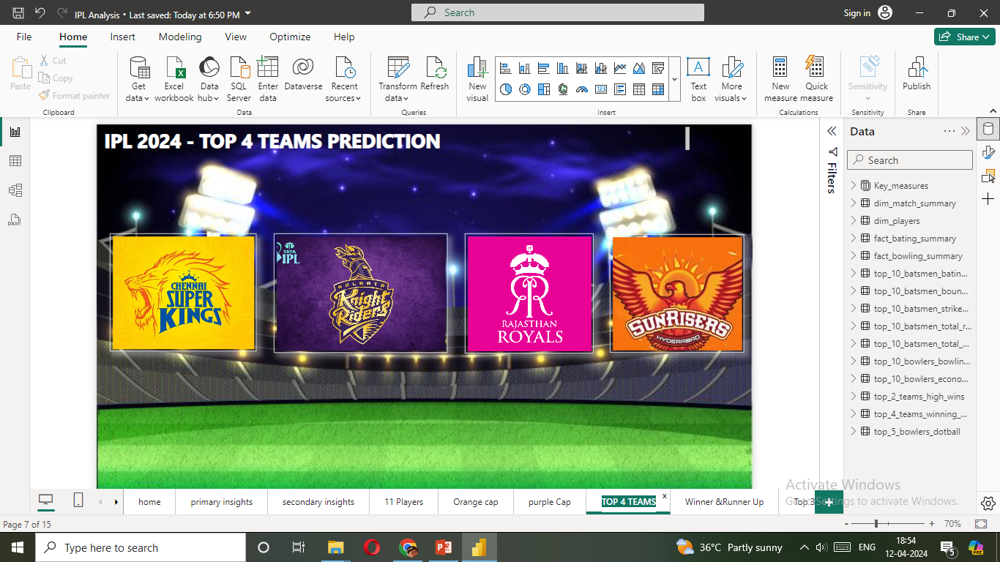 IPL Analysis • Last saved: Today at 6:50 PM
Search
Sign in
File Home Insert Modeling View Optimize Help
Share
Paste
Cut
Copy
Format painter
Clipboard
Get data
Excel workbook
Data hub
SQL Server
Enter data
Dataverse
Recent sources
Data
Transform data
Refresh
Queries
New visual
Text box
More visuals
Insert
New measure
Quick measure
Calculations
Sensitivity
Sensitivity
Publish
Share
IPL 2024 - TOP 4 TEAMS PREDICTION
CHENNAI
SUPER
KINGS
TATA
IPL
KOLKATA
Knight
Riders
RAJASTHAN
ROYALS
SUNRISERS
HYDERABAD
Filters
Data
Search
Key_measures
dim_match_summary
dim_players
fact_bating_summary
fact_bowling_summary
top_10_batsmen_batin...
top_10_batsmen_boun...
top_10_batsmen_strike...
top_10_batsmen_total_r...
top_10_batsmen_total_...
top_10_bowlers_bowlin...
top_10_bowlers_econo...
top_2_teams_high_wins
top_4_teams_winning_...
top_5_bowlers_dotball
Activate Windows
Go to Settings to activate Windows.
home primary insights secondary insights 11 Players Orange cap purple Cap TOP 4 TEAMS x Winner &Runner Up Top 3
Page 7 of 15
- + 70%
Type here to search
36°C Partly sunny
ENG
18:54
12-04-2024
5
PRE
DAX